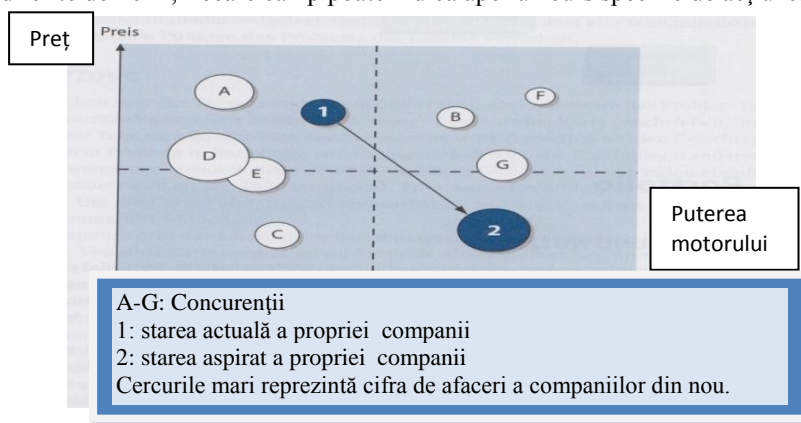 Preț
Preis
A
1
B
F
D
E
G
C
2
Puterea
motorului
A-G: Concurenţii
1: starea actuală a propriei companii
2: starea aspirat a propriei companii
Cercurile mari reprezintă cifra de afaceri a companiilor din nou.